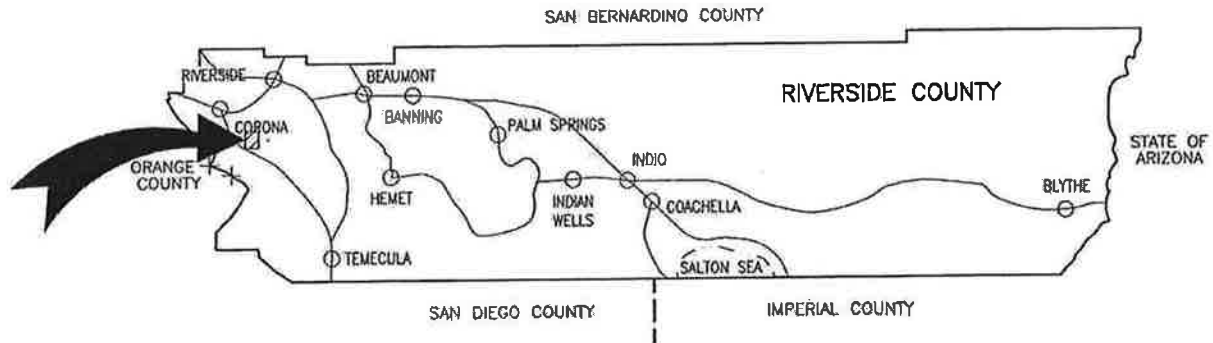 SAN BERNARDINO COUNTY
RIVERSIDE
BEAUMONT
RIVERSIDE COUNTY
BANNING
CORONA
PALM SPRINGS
STATE OF
ARIZONA
ORANGE
COUNTY
INDIO
HEMET
INDIAN
WELLS
BLYTHE
COACHELLA
TEMECULA
SALTON SEA
SAN DIEGO COUNTY
IMPERIAL COUNTY